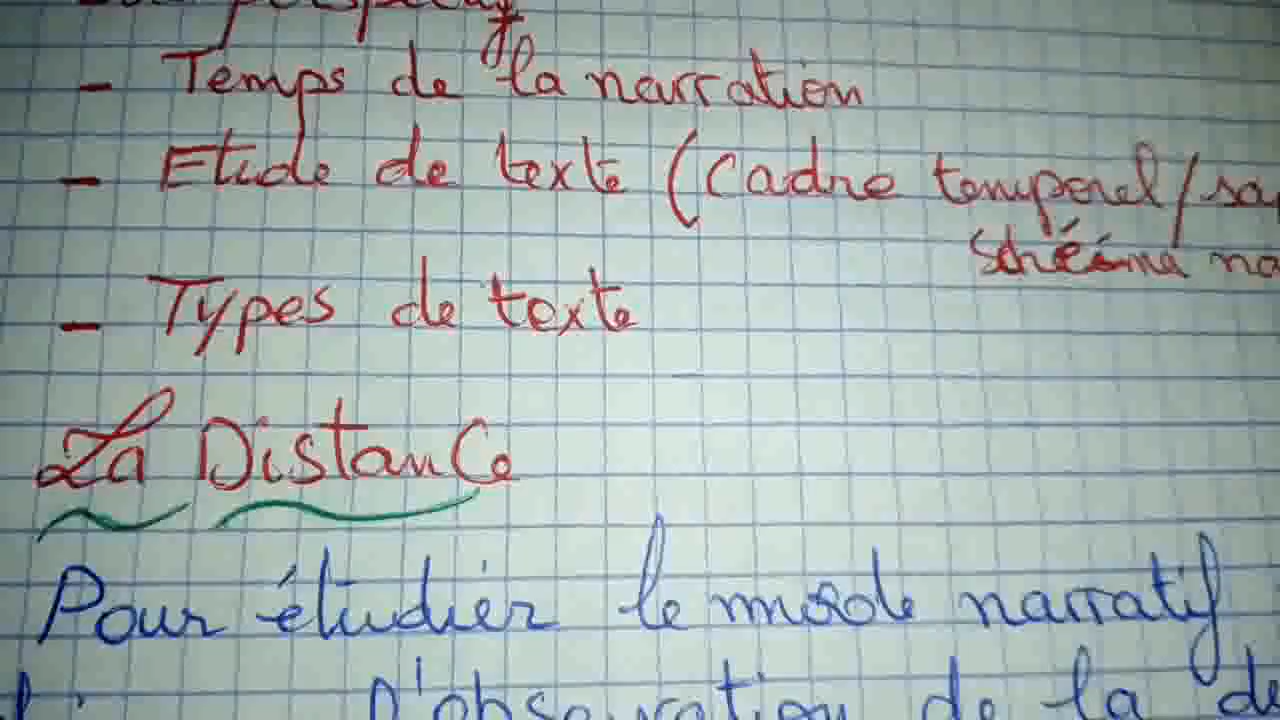 - Temps de la narration
- Etude de texte (Cadre temporel/
Schéma
- Types de texte
La Distance
Pour étudier le mode narratif
l'observation de la